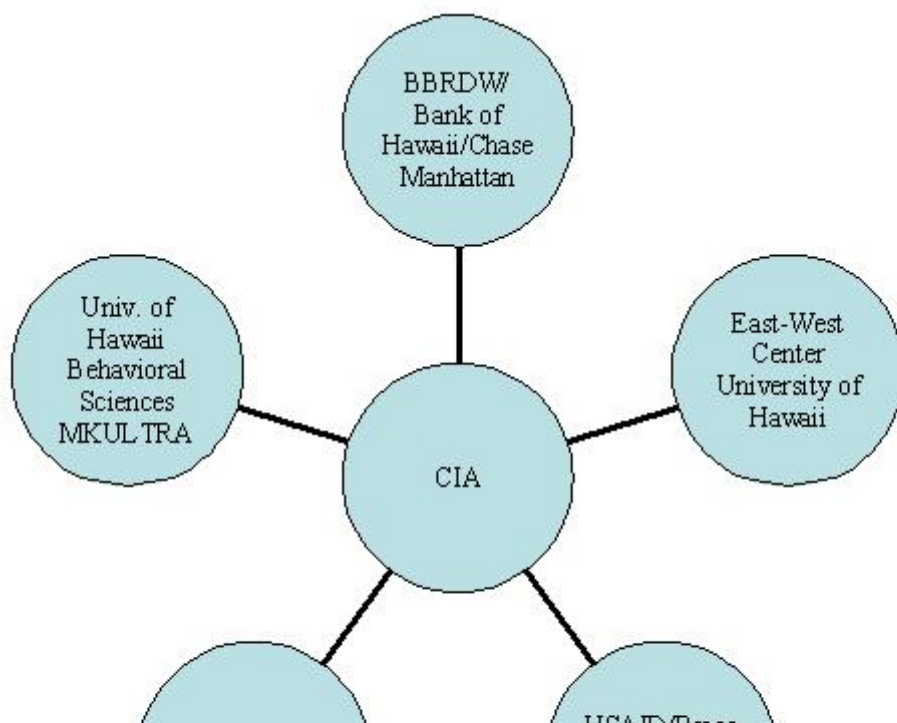 BBRDW/
Bank of
Hawaii/Chase
Manhattan
Univ. of
Hawaii
Behavioral
Sciences
MKULTRA
East-West
Center
University of
Hawaii
CIA